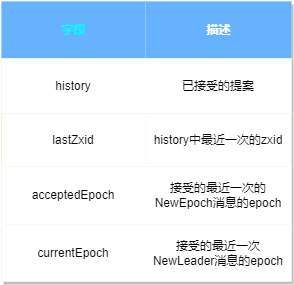 字段 描述
history 已接受的提案
lastZxid history中最近一次的zxid
acceptedEpoch 接受的最近一次的
NewEpoch消息的epoch
currentEpoch 接受的最近一次
NewLeader消息的epoch